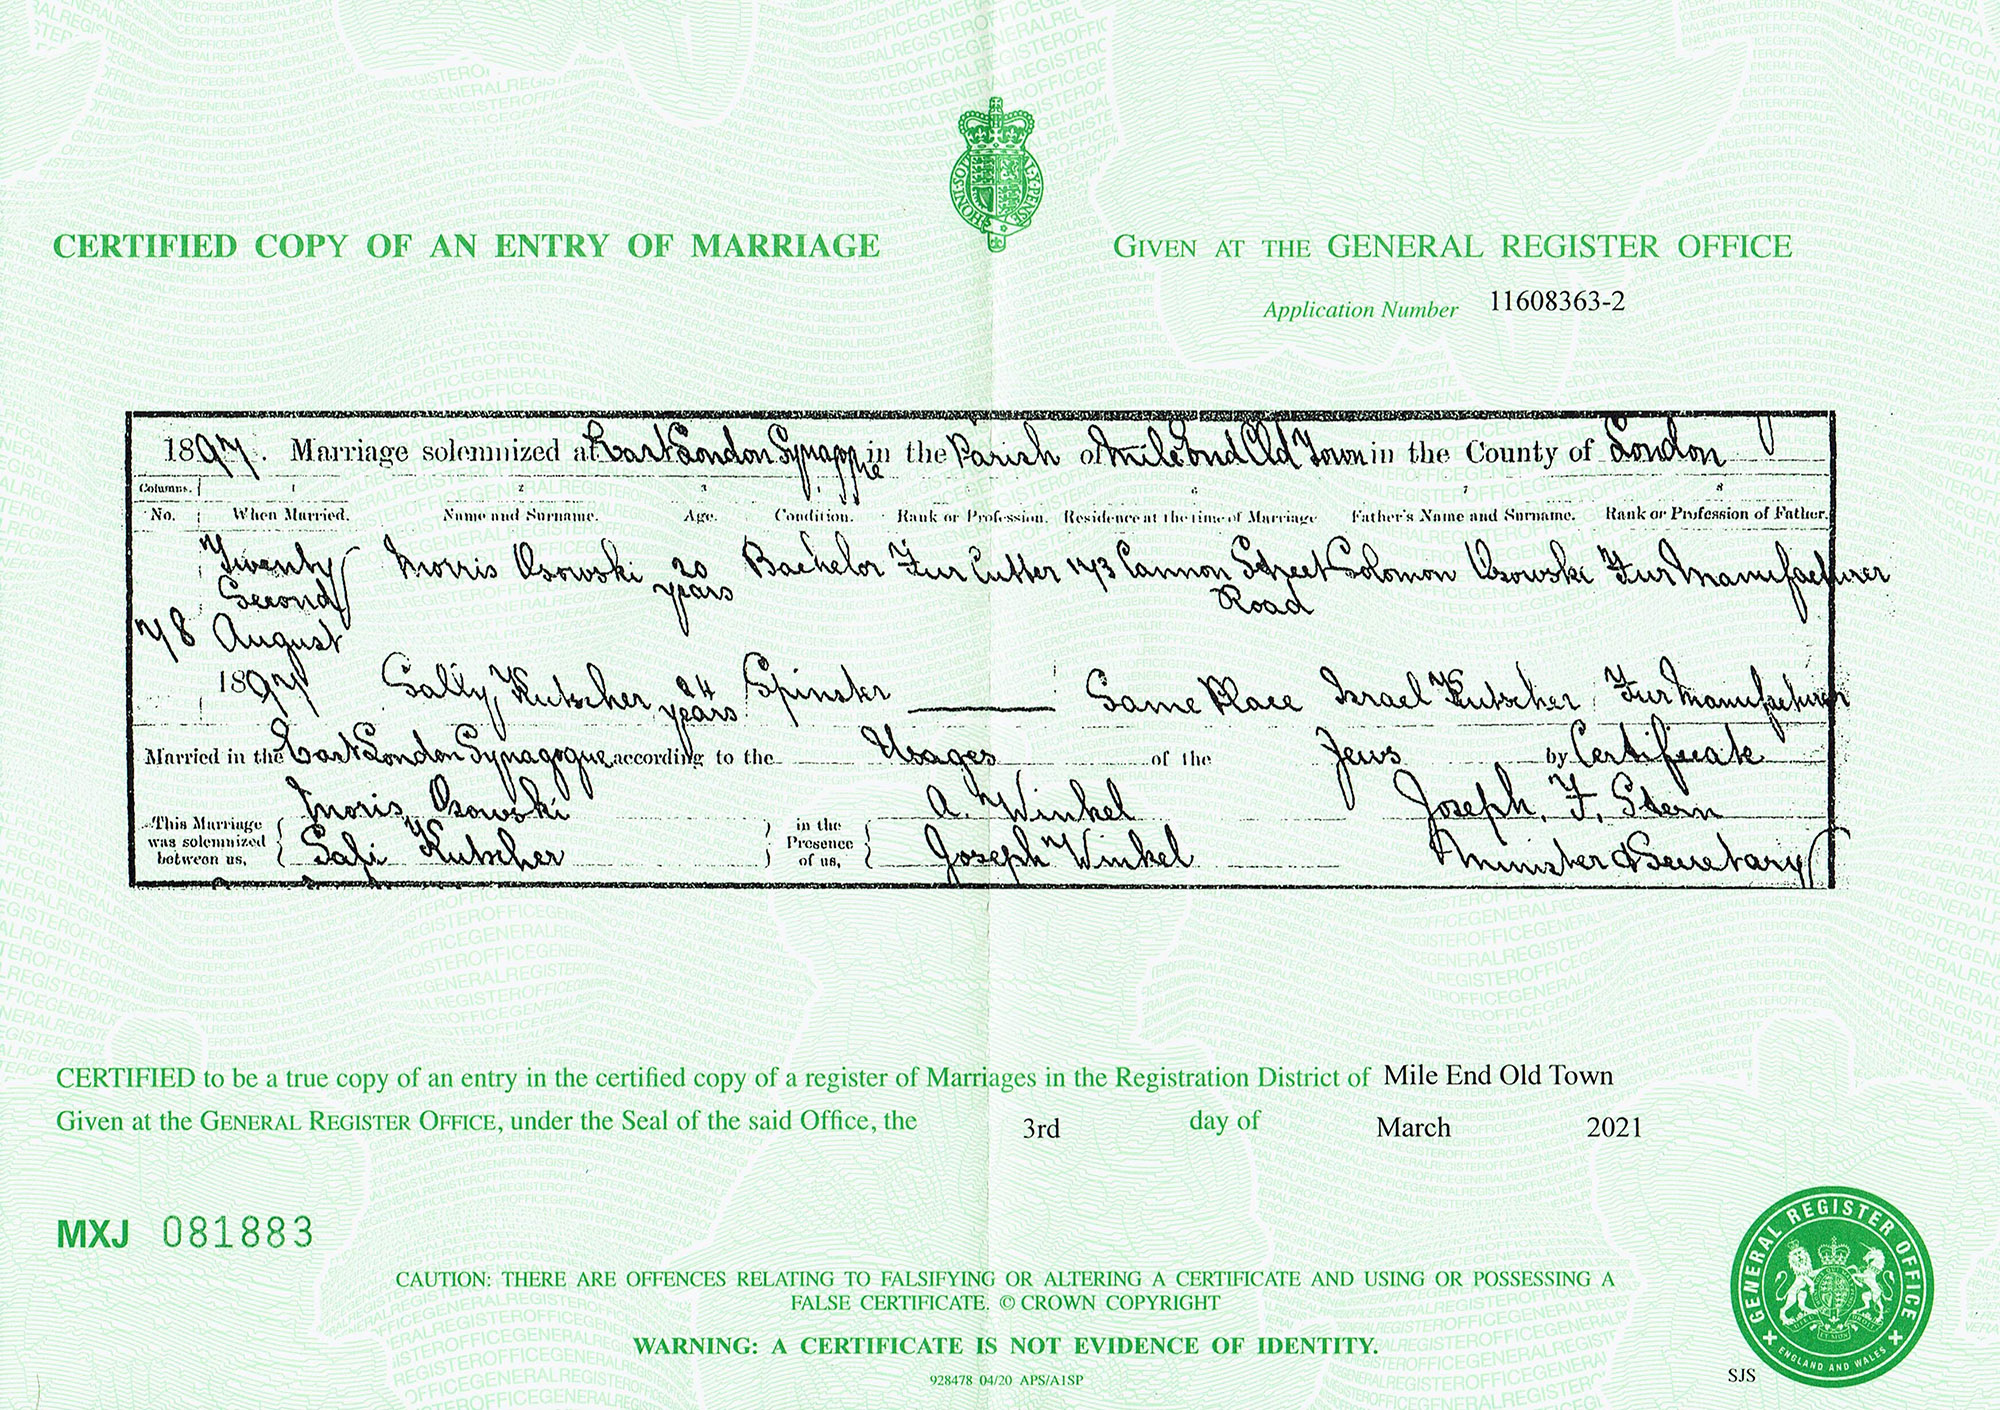 HONI·SOIT Y·PENSE
CERTIFIED COPY OF AN ENTRY OF MARRIAGE
GIVEN AT THE GENERAL REGISTER OFFICE
Application Number 11608363-2
1897. Marriage solemnized at East London Synagogue in the Parish of Mile End Old Town in the County of London
Columns. 1 2 3 4 5 6 7 8
No. When Married. Name and Surname. Age. Condition. Rank or Profession. Residence at the time of Marriage Father's Name and Surname. Rank or Profession of Father.
Twenty Morris Osowski 20 Bachelor Fur Cutter 173 Cannon Street Solomon Osowski Fur Manufacturer
Second years Road
78 August
1897 Sally Kutscher 24 Spinster Same Place Israel Kutscher Fur Manufacturer
years
Married in the East London Synagogue according to the Usages of the Jews by Certificate
This Marriage was solemnized between us, Moris Osowski in the Presence of us, A. Winkel Joseph. F. Stern
Safi Kutscher Joseph Winkel Minister & Secretary
CERTIFIED to be a true copy of an entry in the certified copy of a register of Marriages in the Registration District of Mile End Old Town
Given at the GENERAL REGISTER OFFICE, under the Seal of the said Office, the 3rd day of March 2021
MXJ 081883
CAUTION: THERE ARE OFFENCES RELATING TO FALSIFYING OR ALTERING A CERTIFICATE AND USING OR POSSESSING A
FALSE CERTIFICATE. © CROWN COPYRIGHT
WARNING: A CERTIFICATE IS NOT EVIDENCE OF IDENTITY.
928478 04/20 APS/A1SP
SJS
GENERAL REGISTER OFFICE
ENGLAND AND WALES